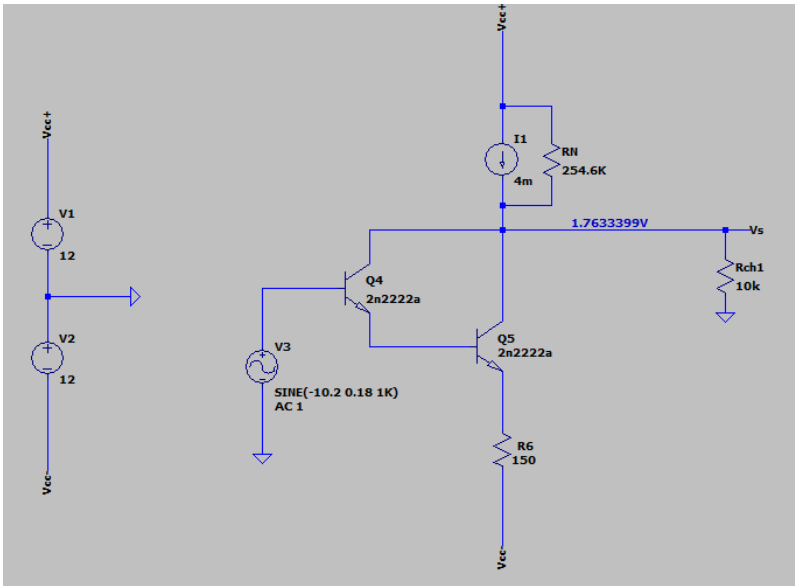 Vcc+
I1
4m
RN
254.6K
Vcc+
V1
12
1.7633399V
Vs
Q4
2n2222a
Rch1
10k
V2
12
V3
SINE(-10.2 0.18 1K)
AC 1
Q5
2n2222a
R6
150
Vcc-
Vcc-